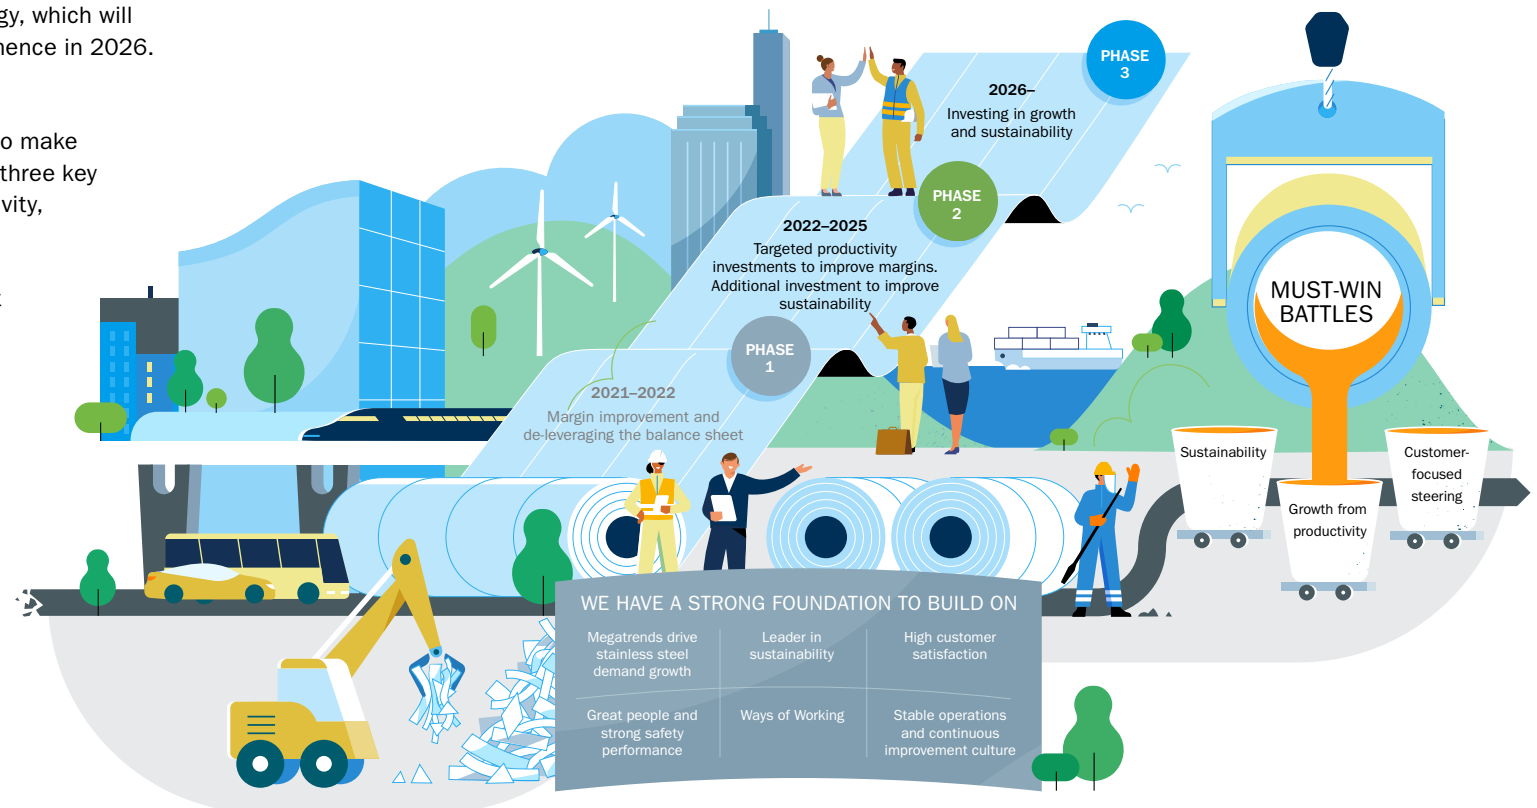 gy, which will
ence in 2026.
o make
three key
vity,
PHASE
3
2026–
Investing in growth
and sustainability
PHASE
2
2022–2025
Targeted productivity
investments to improve margins.
Additional investment to improve
sustainability
PHASE
1
2021–2022
Margin improvement and
de-leveraging the balance sheet
MUST-WIN
BATTLES
Sustainability
Growth from
productivity
Customer-
focused
steering
WE HAVE A STRONG FOUNDATION TO BUILD ON
Megatrends drive
stainless steel
demand growth
Leader in
sustainability
High customer
satisfaction
Great people and
strong safety
performance
Ways of Working
Stable operations
and continuous
improvement culture